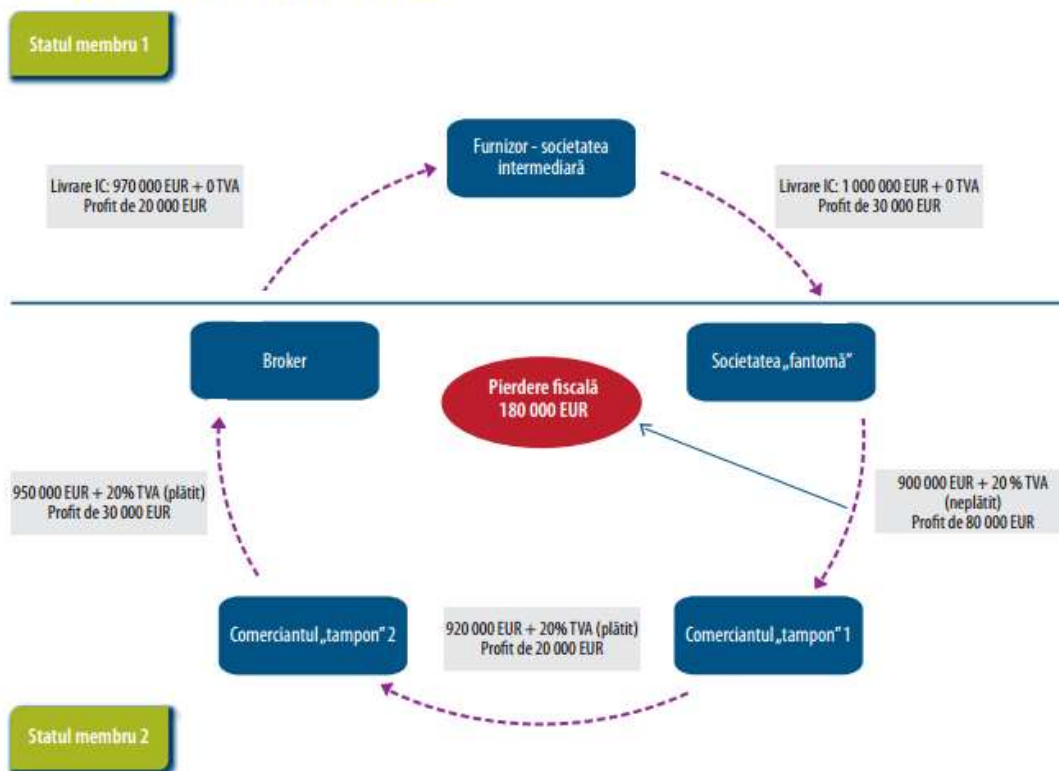 Statul membru 1
Furnizor - societatea
intermediară
Livrare IC: 970 000 EUR + 0 TVA
Profit de 20 000 EUR
Livrare IC: 1 000 000 EUR + 0 TVA
Profit de 30 000 EUR
Broker
Societatea „fantomă”
Pierdere fiscală
180 000 EUR
950 000 EUR + 20% TVA (plătit)
Profit de 30 000 EUR
900 000 EUR + 20 % TVA
(neplătit)
Profit de 80 000 EUR
Comerciantul „tampon” 2
920 000 EUR + 20% TVA (plătit)
Profit de 20 000 EUR
Comerciantul „tampon” 1
Statul membru 2